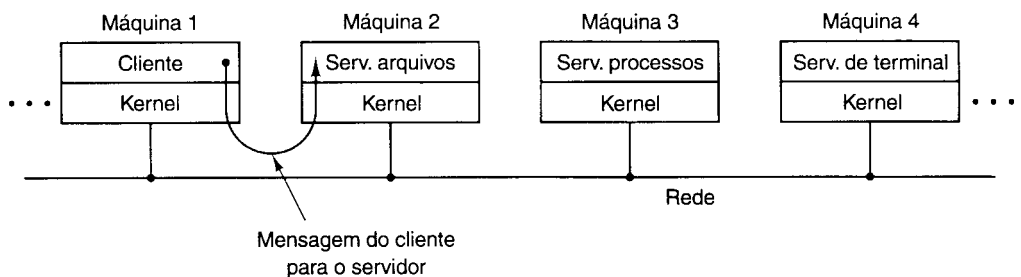 Máquina 1
Máquina 2
Máquina 3
Máquina 4
Cliente
Serv. arquivos
Serv. processos
Serv. de terminal
Kernel
Kernel
Kernel
Kernel
Rede
Mensagem do cliente
para o servidor